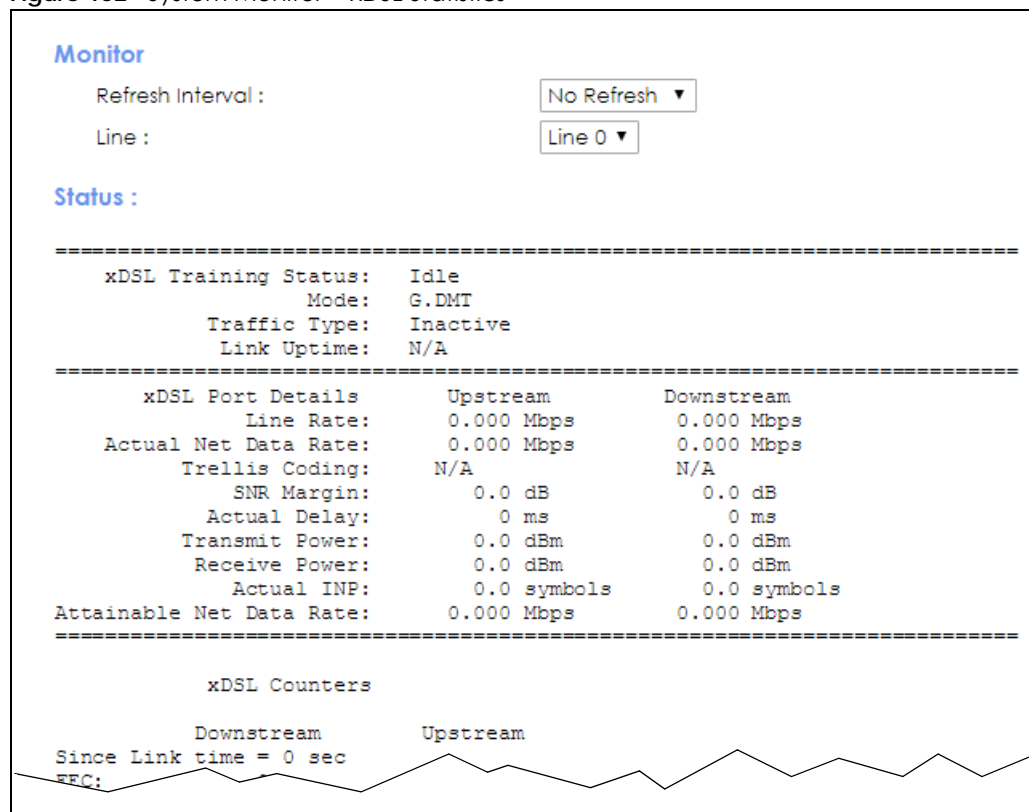 Monitor
Refresh Interval : No Refresh ▼
Line : Line 0 ▼
Status :
============================================================================
xDSL Training Status: Idle
Mode: G.DMT
Traffic Type: Inactive
Link Uptime: N/A
============================================================================
xDSL Port Details Upstream Downstream
Line Rate: 0.000 Mbps 0.000 Mbps
Actual Net Data Rate: 0.000 Mbps 0.000 Mbps
Trellis Coding: N/A N/A
SNR Margin: 0.0 dB 0.0 dB
Actual Delay: 0 ms 0 ms
Transmit Power: 0.0 dBm 0.0 dBm
Receive Power: 0.0 dBm 0.0 dBm
Actual INP: 0.0 symbols 0.0 symbols
Attainable Net Data Rate: 0.000 Mbps 0.000 Mbps
============================================================================
xDSL Counters
Downstream Upstream
Since Link time = 0 sec
FEC: